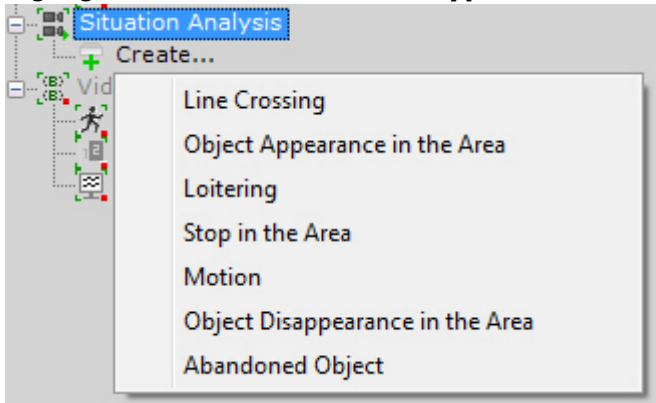 Situation Analysis
Create...
Vid
Line Crossing
Object Appearance in the Area
Loitering
Stop in the Area
Motion
Object Disappearance in the Area
Abandoned Object